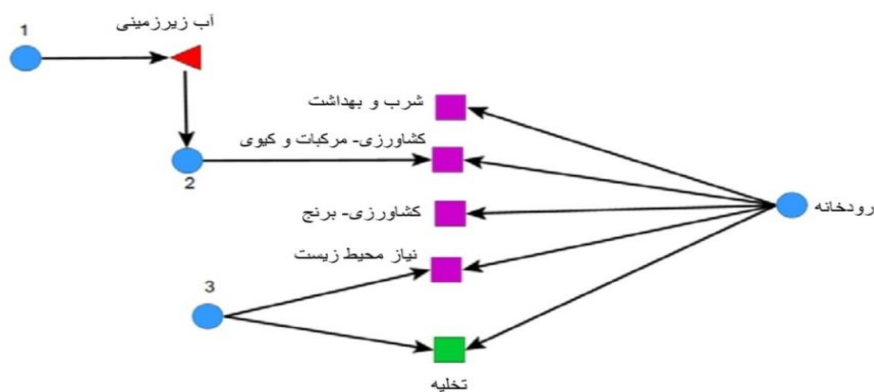 آب زیرزمینی
1
شرب و بهداشت
کشاورزی- مرکبات و کیوی
2
کشاورزی- برنج
رودخانه
نیاز محیط زیست
3
تخلیه